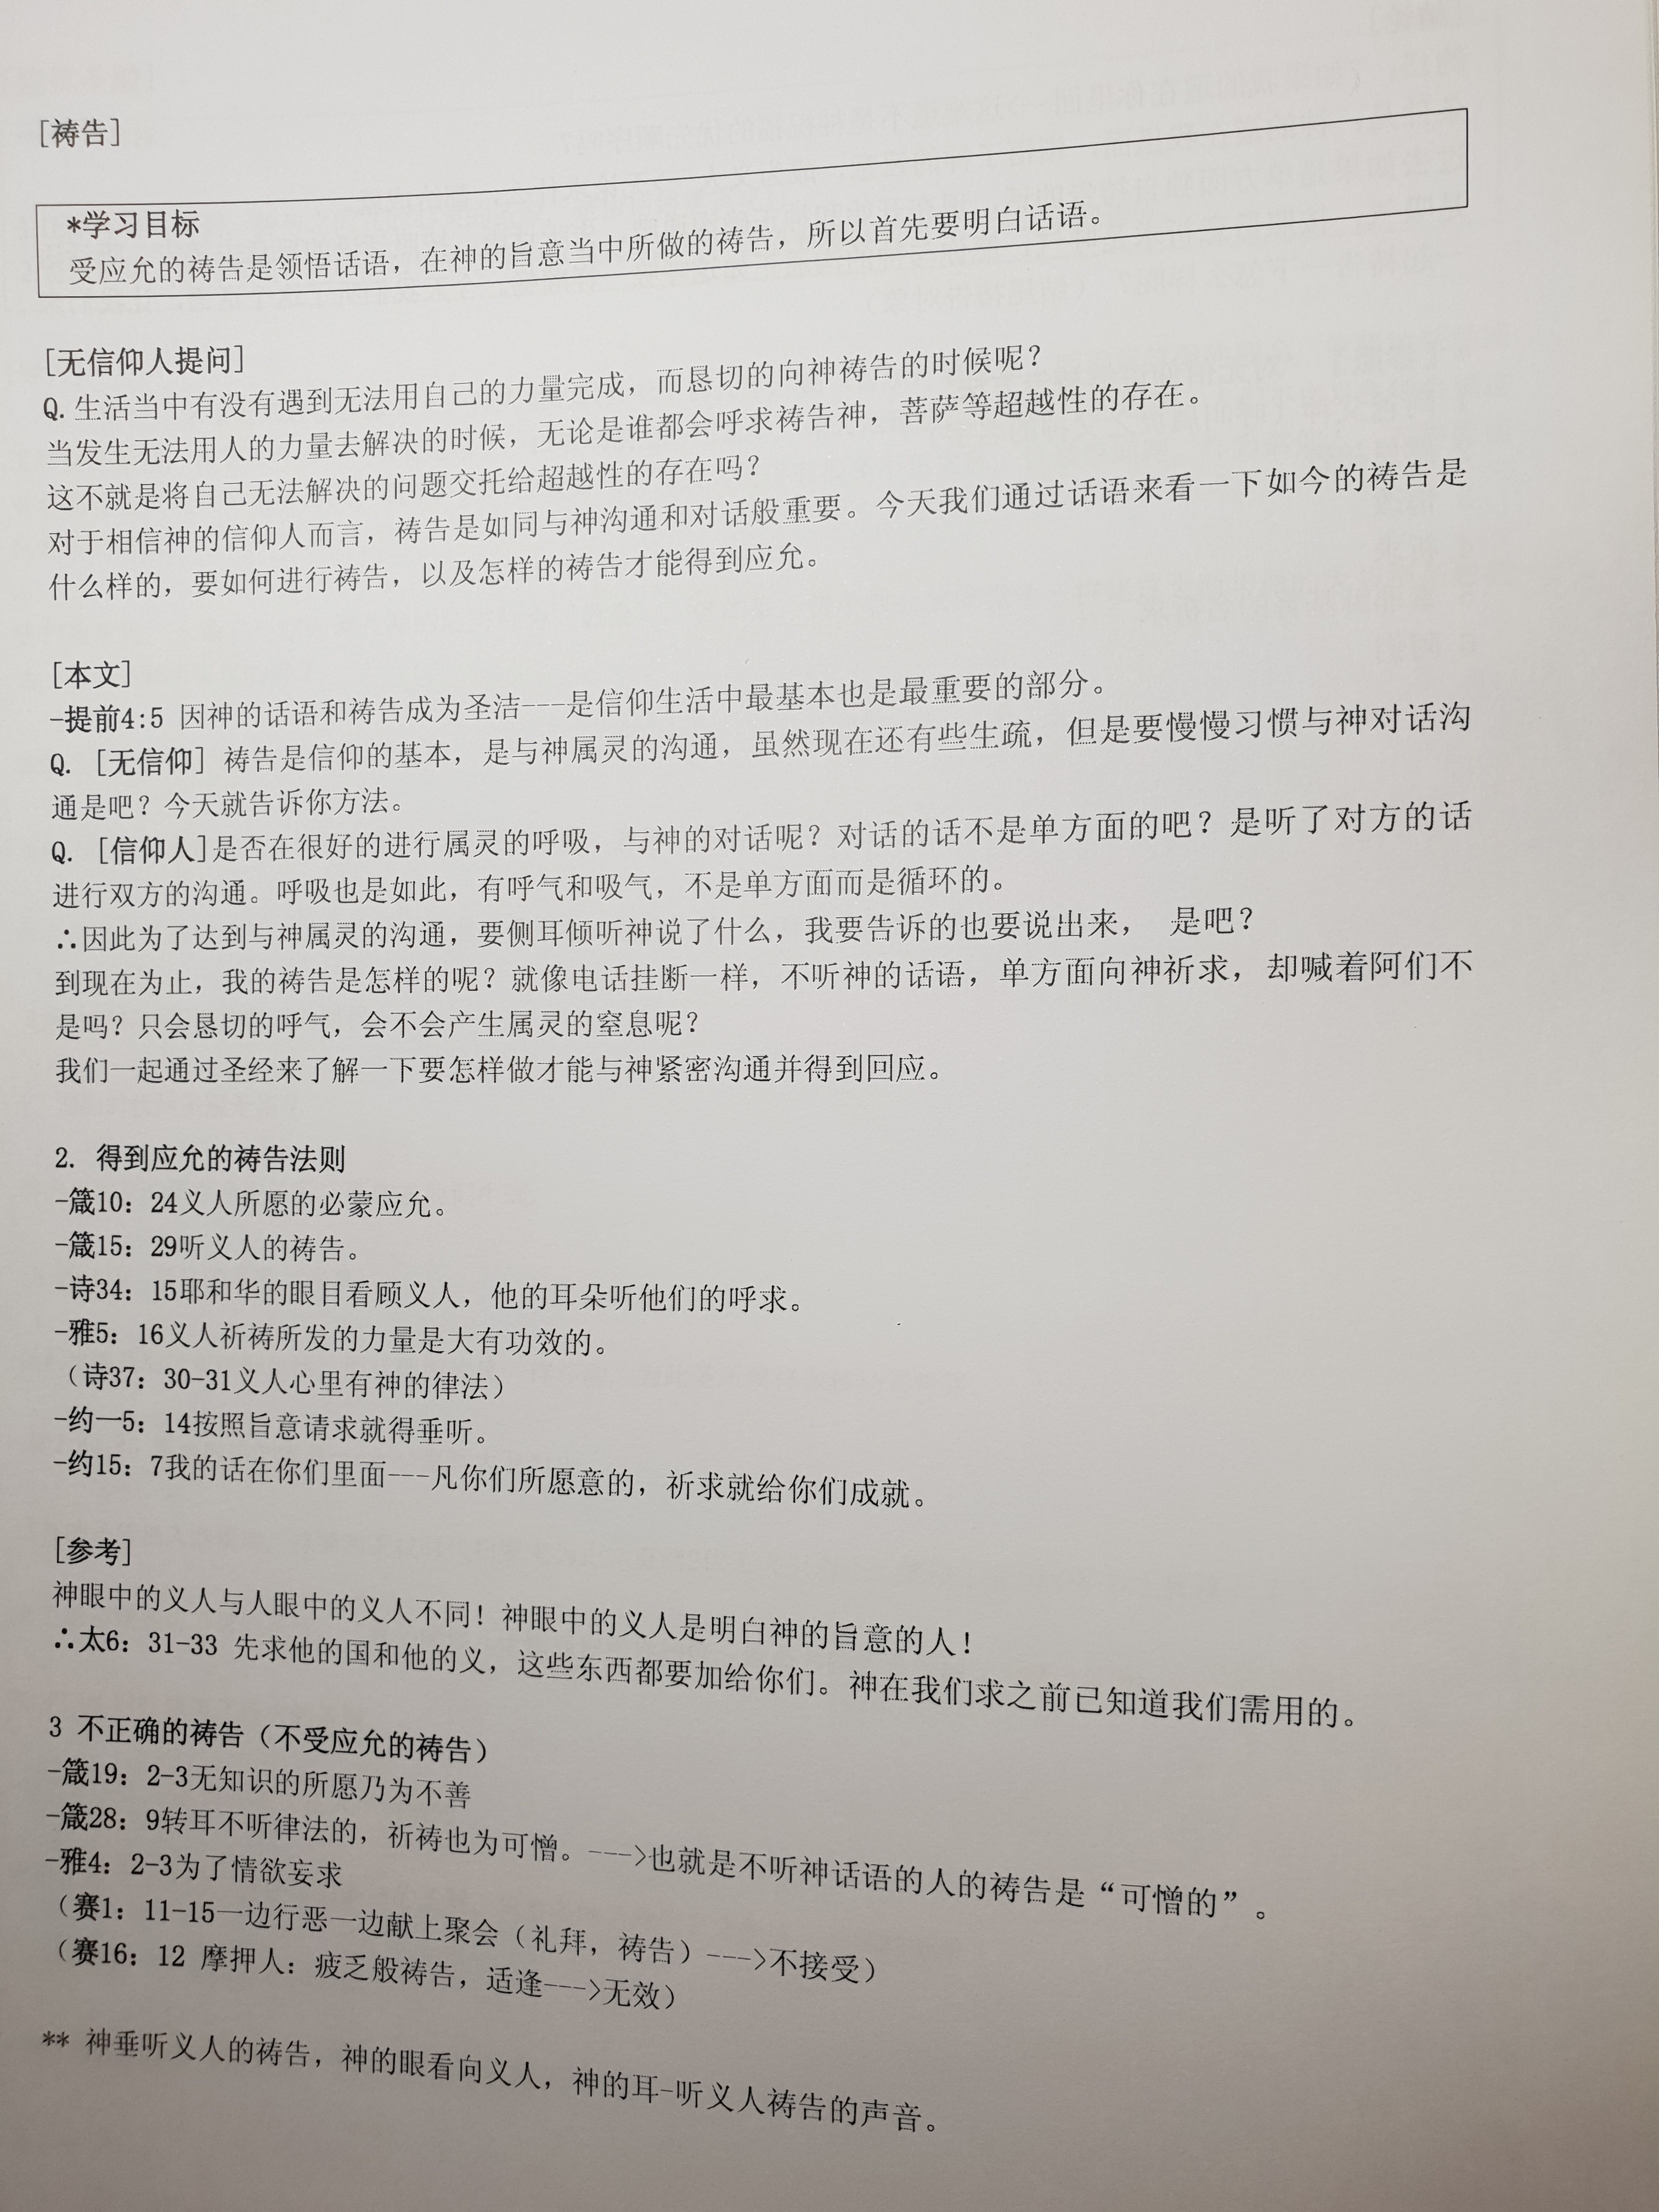 [祷告]
*学习目标
受应允的祷告是领悟话语，在神的旨意当中所做的祷告，所以首先要明白话语。
[无信仰人提问]
Q. 生活当中有没有遇到无法用自己的力量完成，而恳切的向神祷告的时候呢？
当发生无法用人的力量去解决的时候，无论是谁都会呼求祷告神，菩萨等超越性的存在。
这不就是将自己无法解决的问题交托给超越性的存在吗？
对于相信神的信仰人而言，祷告是如同与神沟通和对话般重要。今天我们通过话语来看一下如今的祷告是
什么样的，要如何进行祷告，以及怎样的祷告才能得到应允。
[本文]
-提前4:5 因神的话语和祷告成为圣洁---是信仰生活中最基本也是最重要的部分。
Q. [无信仰] 祷告是信仰的基本，是与神属灵的沟通，虽然现在还有些生疏，但是要慢慢习惯与神对话沟
通是吧？今天就告诉你方法。
Q. [信仰人]是否在很好的进行属灵的呼吸，与神的对话呢？对话的话不是单方面的吧？是听了对方的话
进行双方的沟通。呼吸也是如此，有呼气和吸气，不是单方面而是循环的。
∴因此为了达到与神属灵的沟通，要侧耳倾听神说了什么，我要告诉的也要说出来， 是吧？
到现在为止，我的祷告是怎样的呢？就像电话挂断一样，不听神的话语，单方面向神祈求，却喊着阿们不
是吗？只会恳切的呼气，会不会产生属灵的窒息呢？
我们一起通过圣经来了解一下要怎样做才能与神紧密沟通并得到回应。
2. 得到应允的祷告法则
-箴10：24义人所愿的必蒙应允。
-箴15：29听义人的祷告。
-诗34：15耶和华的眼目看顾义人，他的耳朵听他们的呼求。
-雅5：16义人祈祷所发的力量是大有功效的。
（诗37：30-31义人心里有神的律法）
-约一5：14按照旨意请求就得垂听。
-约15：7我的话在你们里面---凡你们所愿意的，祈求就给你们成就。
[参考]
神眼中的义人与人眼中的义人不同！神眼中的义人是明白神的旨意的人！
∴太6：31-33 先求他的国和他的义，这些东西都要加给你们。神在我们求之前已知道我们需用的。
3 不正确的祷告（不受应允的祷告）
-箴19：2-3无知识的所愿乃为不善
-箴28：9转耳不听律法的，祈祷也为可憎。--->也就是不听神话语的人的祷告是“可憎的”。
-雅4：2-3为了情欲妄求
（赛1：11-15一边行恶一边献上聚会（礼拜，祷告）--->不接受）
（赛16：12 摩押人：疲乏般祷告，适逢--->无效）
** 神垂听义人的祷告，神的眼看向义人，神的耳-听义人祷告的声音。